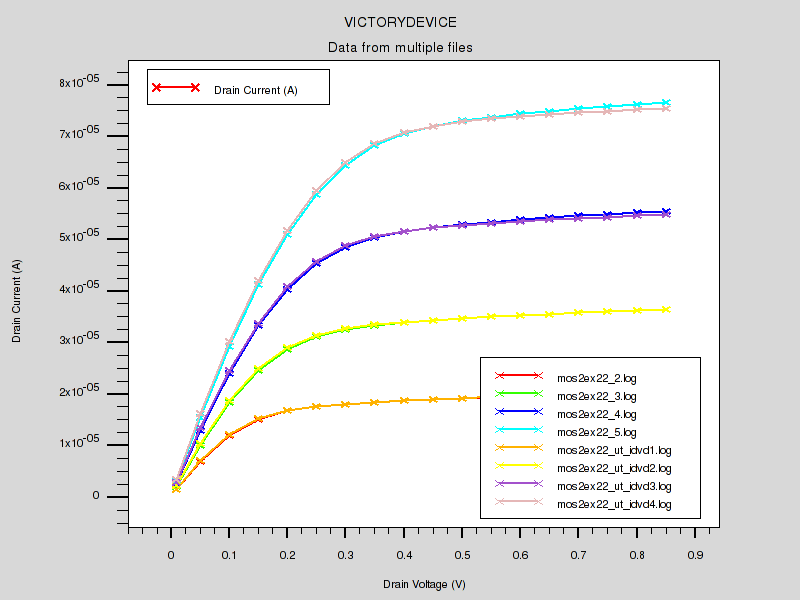 VICTORYDEVICE
Data from multiple files
Drain Current (A)
8x10-05
7x10-05
6x10-05
5x10-05
4x10-05
3x10-05
2x10-05
1x10-05
0
Drain Current (A)
mos2ex22_2.log
mos2ex22_3.log
mos2ex22_4.log
mos2ex22_5.log
mos2ex22_ut_idvd1.log
mos2ex22_ut_idvd2.log
mos2ex22_ut_idvd3.log
mos2ex22_ut_idvd4.log
0 0.1 0.2 0.3 0.4 0.5 0.6 0.7 0.8 0.9
Drain Voltage (V)